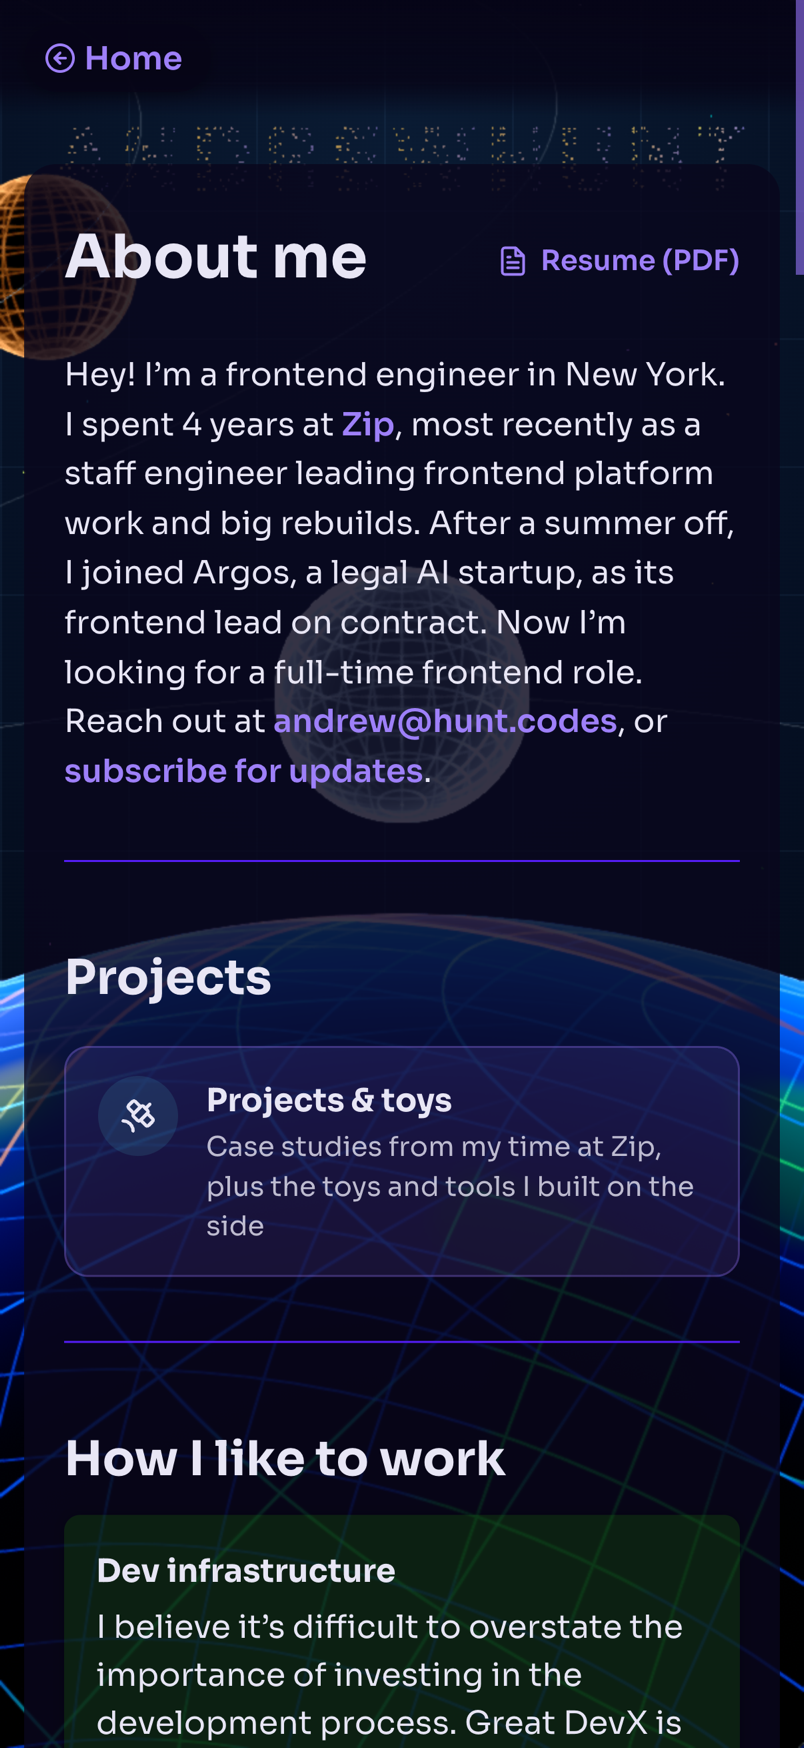 Home
ANDREWHUNT
About me
Resume (PDF)
Hey! I’m a frontend engineer in New York.
I spent 4 years at Zip, most recently as a
staff engineer leading frontend platform
work and big rebuilds. After a summer off,
I joined Argos, a legal AI startup, as its
frontend lead on contract. Now I’m
looking for a full-time frontend role.
Reach out at andrew@hunt.codes, or
subscribe for updates.
Projects
Projects & toys
Case studies from my time at Zip,
plus the toys and tools I built on the
side
How I like to work
Dev infrastructure
I believe it’s difficult to overstate the
importance of investing in the
development process. Great DevX is